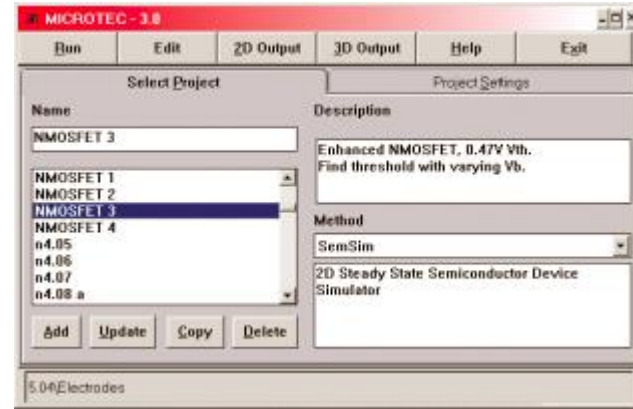 MICROTEC - 3.0
Run Edit 2D Output 3D Output Help Exit
Select Project Project Settings
Name
NMOSFET 3
NMOSFET 1
NMOSFET 2
NMOSFET 3
NMOSFET 4
n4.05
n4.06
n4.07
n4.08 a
Add Update Copy Delete
Description
Enhanced NMOSFET, 0.47V Vth.
Find threshold with varying Vb.
Method
SemSim
2D Steady State Semiconductor Device
Simulator
5.04\Electrodes